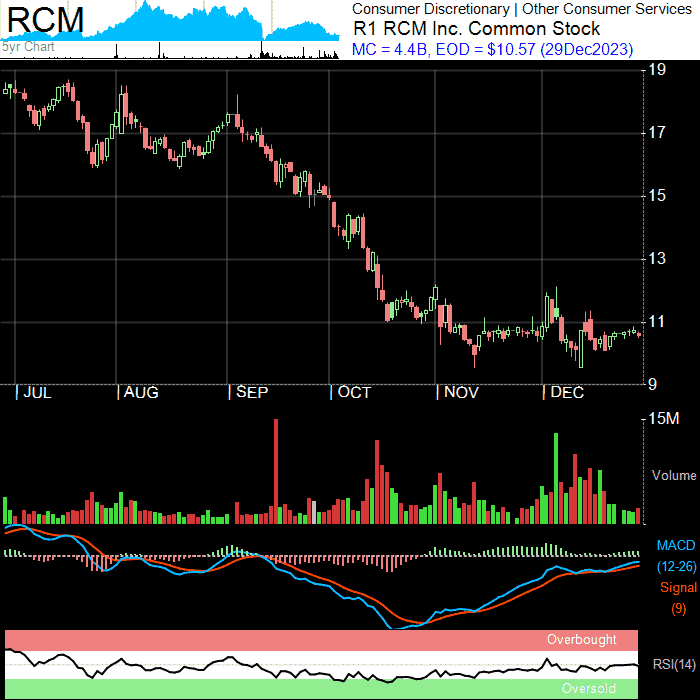 RCM
5yr Chart
Consumer Discretionary | Other Consumer Services
R1 RCM Inc. Common Stock
MC = 4.4B, EOD = $10.57 (29Dec2023)
19
17
15
13
11
9
JUL AUG SEP OCT NOV DEC
15M
Volume
MACD
(12-26)
Signal
(9)
Overbought
RSI(14)
Oversold